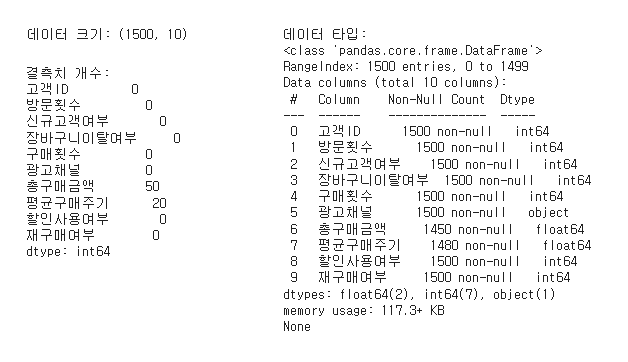 데이터 크기: (1500, 10)
결측치 개수:
고객ID 0
방문횟수 0
신규고객여부 0
장바구니이탈여부 0
구매횟수 0
광고채널 0
총구매금액 50
평균구매주기 20
할인사용여부 0
재구매여부 0
dtype: int64
데이터 타입:
<class 'pandas.core.frame.DataFrame'>
RangeIndex: 1500 entries, 0 to 1499
Data columns (total 10 columns):
# Column Non-Null Count Dtype
--- ------ -------------- -----
0 고객ID 1500 non-null int64
1 방문횟수 1500 non-null int64
2 신규고객여부 1500 non-null int64
3 장바구니이탈여부 1500 non-null int64
4 구매횟수 1500 non-null int64
5 광고채널 1500 non-null object
6 총구매금액 1450 non-null float64
7 평균구매주기 1480 non-null float64
8 할인사용여부 1500 non-null int64
9 재구매여부 1500 non-null int64
dtypes: float64(2), int64(7), object(1)
memory usage: 117.3+ KB
None